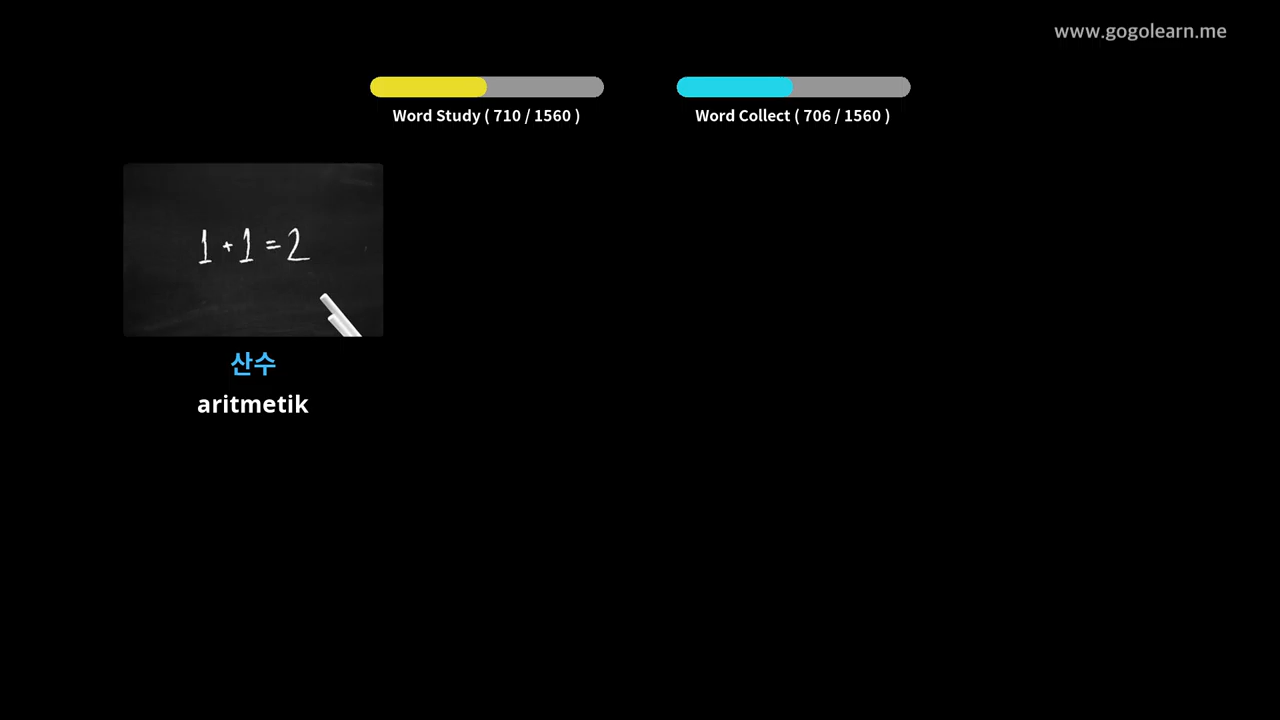 www.gogolearn.me
Word Study ( 710 / 1560 )
Word Collect ( 706 / 1560 )
1 + 1 = 2
산수
aritmetik